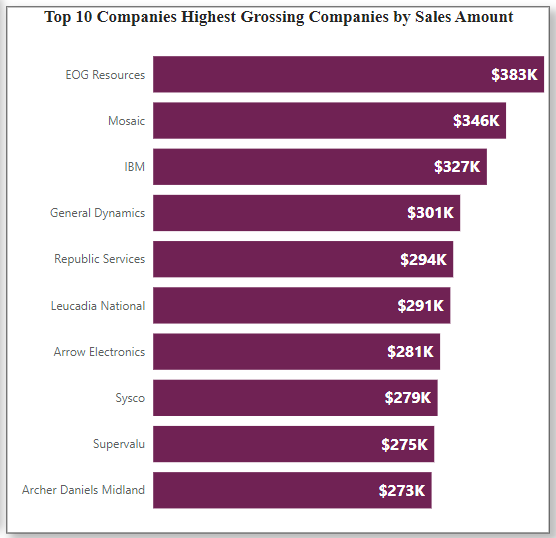 Top 10 Companies Highest Grossing Companies by Sales Amount
EOG Resources $383K
Mosaic $346K
IBM $327K
General Dynamics $301K
Republic Services $294K
Leucadia National $291K
Arrow Electronics $281K
Sysco $279K
Supervalu $275K
Archer Daniels Midland $273K